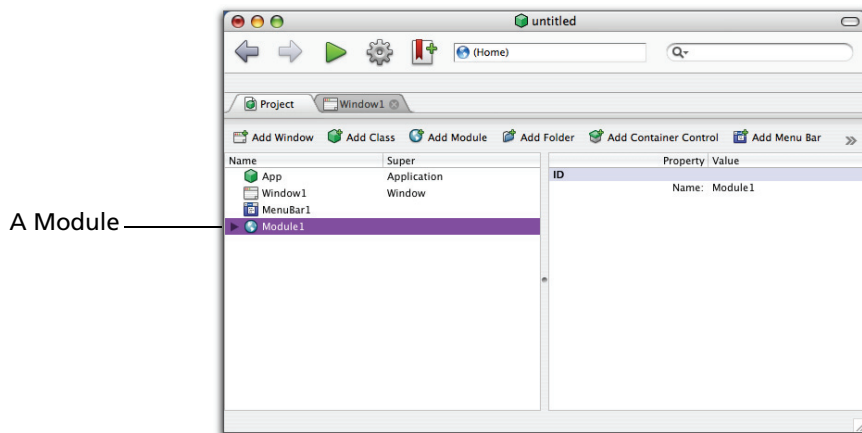 untitled
(Home)
Project Window1
Add Window Add Class Add Module Add Folder Add Container Control Add Menu Bar »
Name Super Property Value
App Application ID
Window1 Window Name: Module1
MenuBar1
A Module Module1